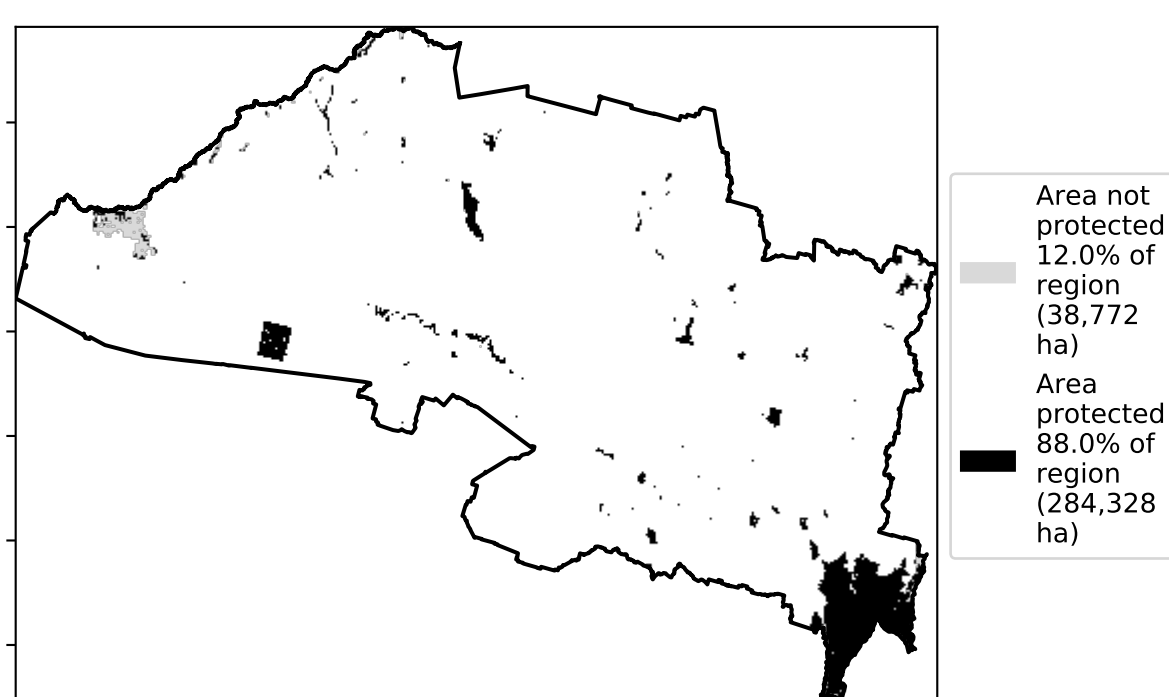 Area not
protected
12.0% of
region
(38,772
ha)
Area
protected
88.0% of
region
(284,328
ha)